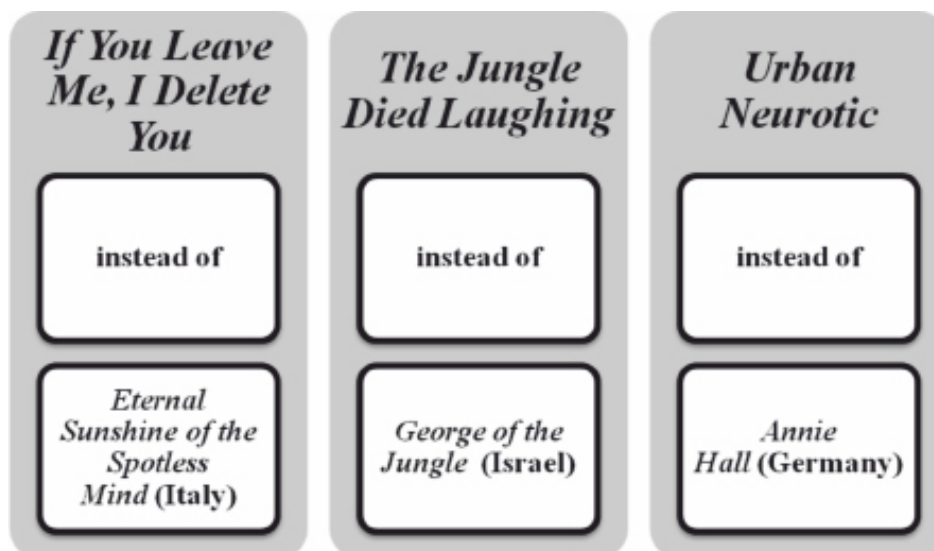 If You Leave
Me, I Delete
You
instead of
Eternal
Sunshine of the
Spotless
Mind (Italy)
The Jungle
Died Laughing
instead of
George of the
Jungle (Israel)
Urban
Neurotic
instead of
Annie
Hall (Germany)